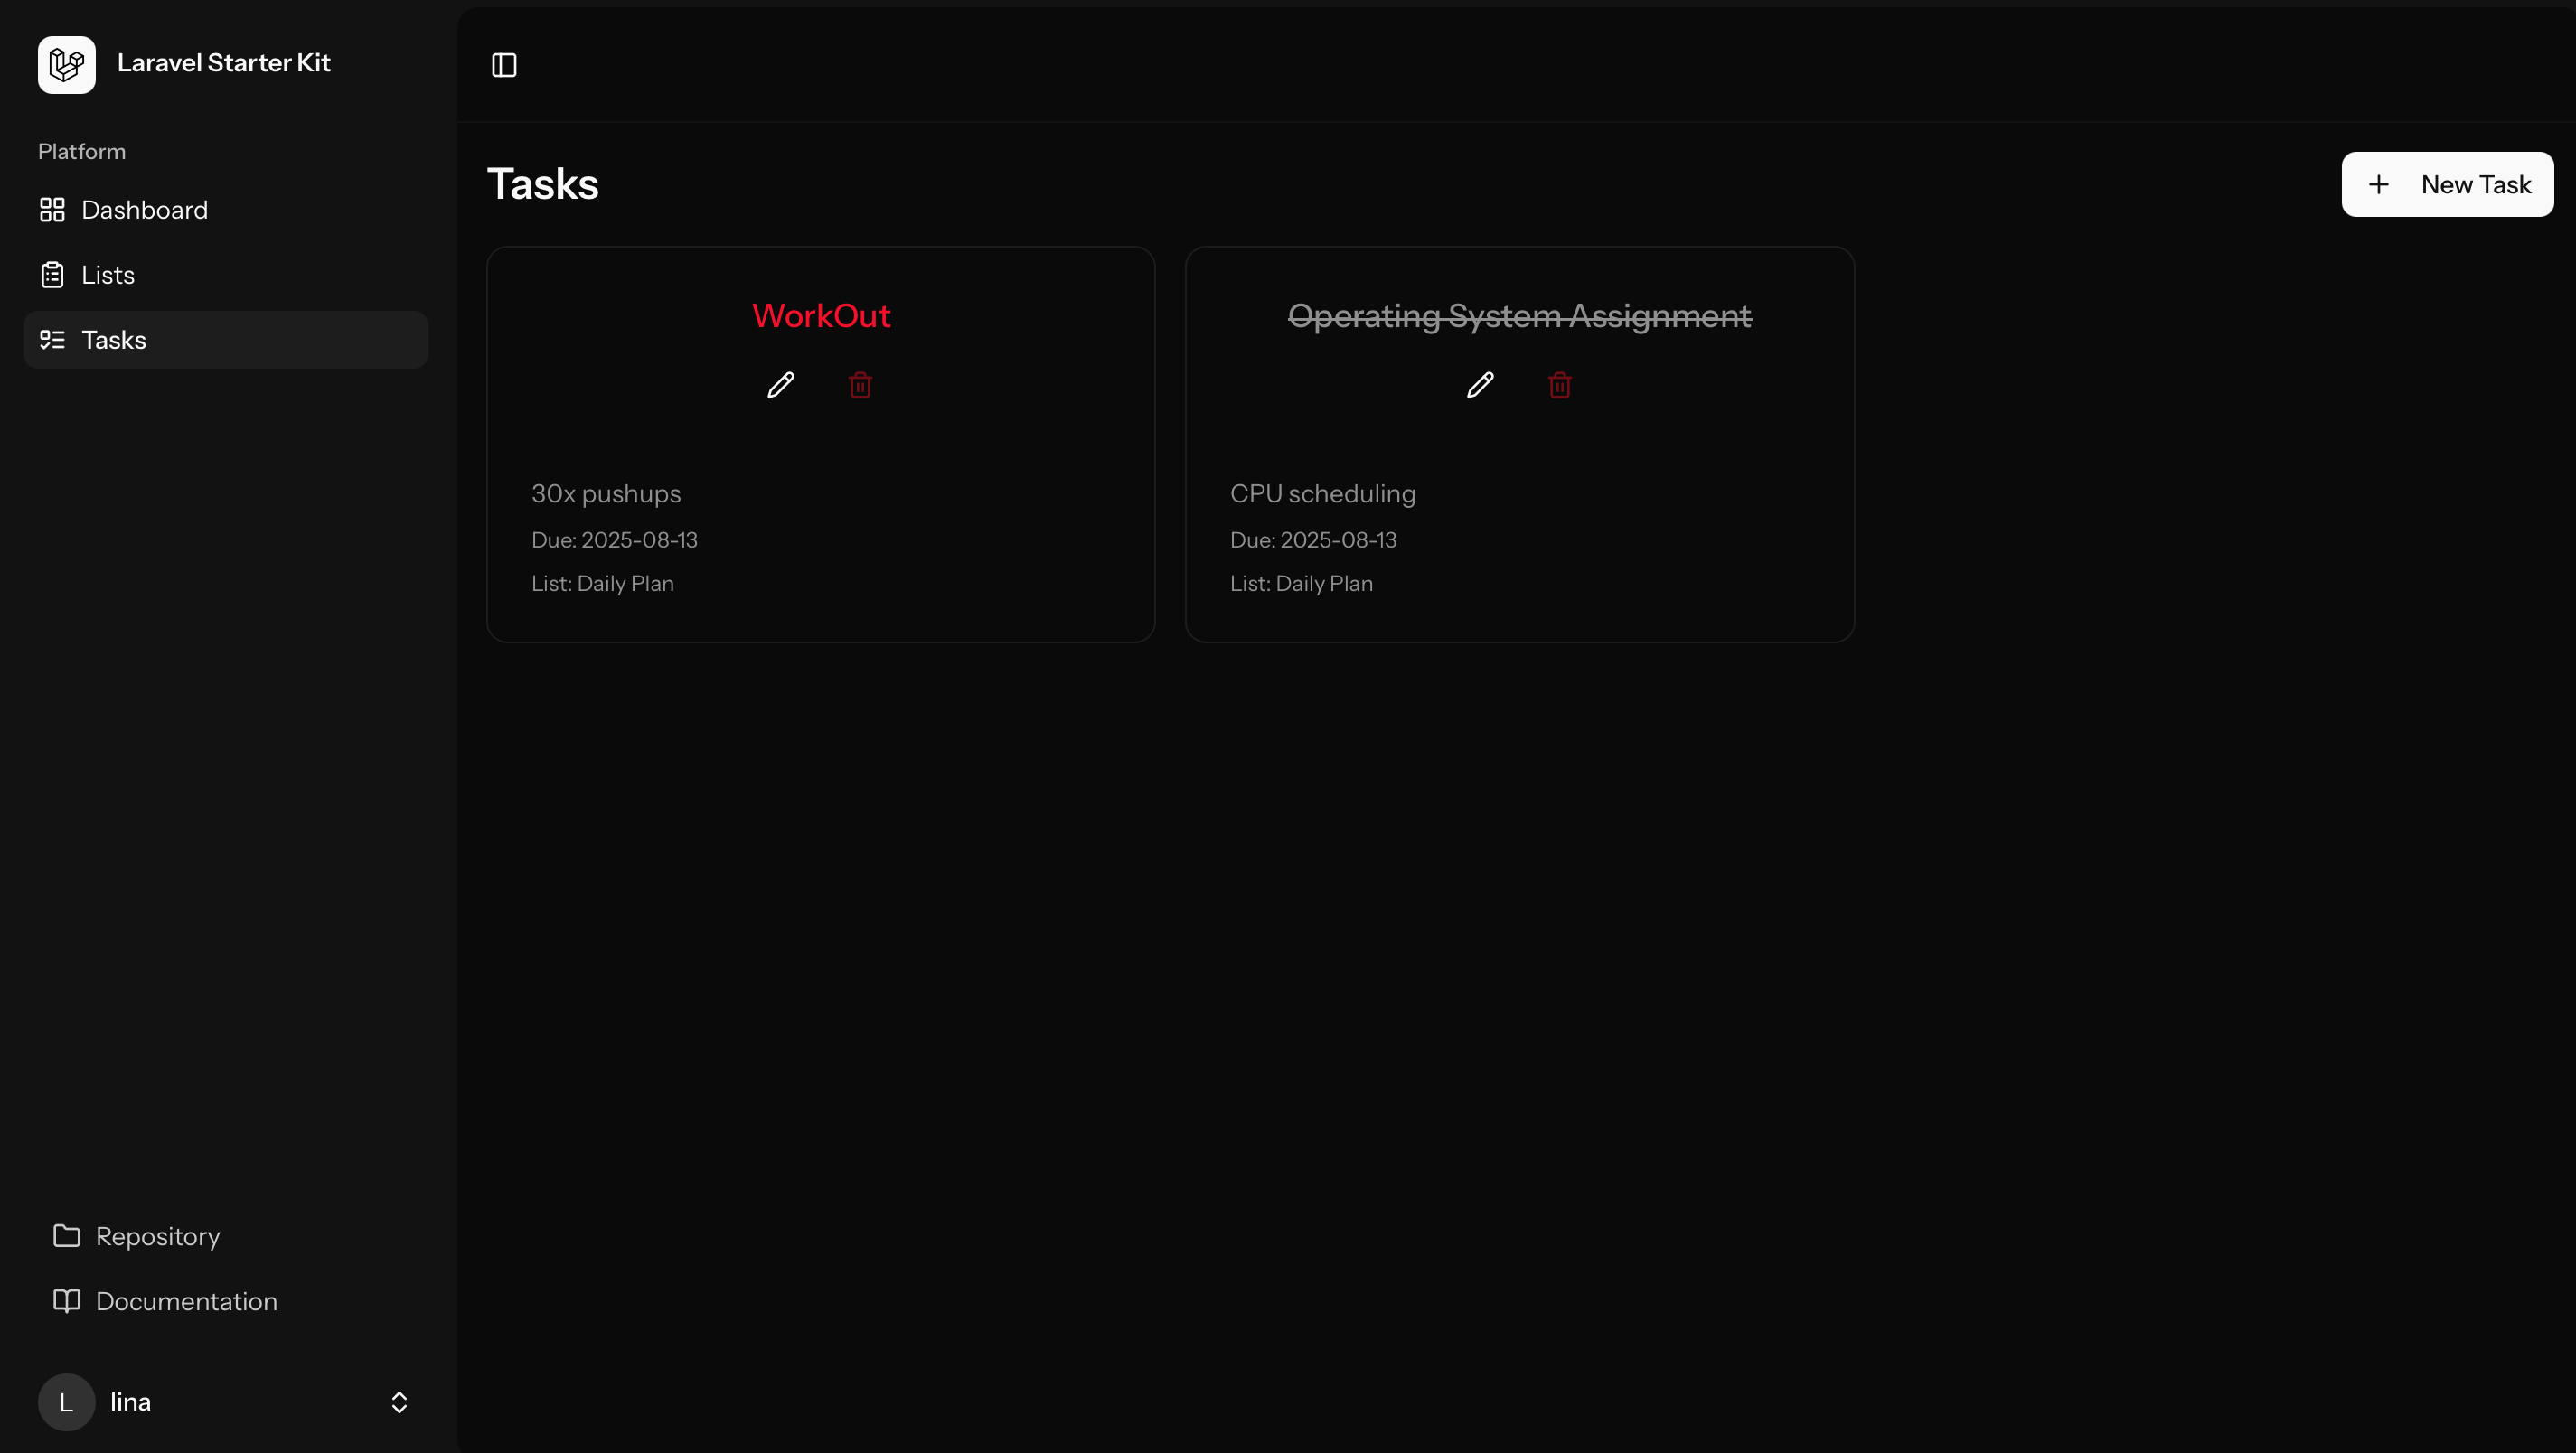 Laravel Starter Kit
Platform
Dashboard
Lists
Tasks
Repository
Documentation
L
lina
Tasks
New Task
WorkOut
30x pushups
Due: 2025-08-13
List: Daily Plan
Operating System Assignment
CPU scheduling
Due: 2025-08-13
List: Daily Plan